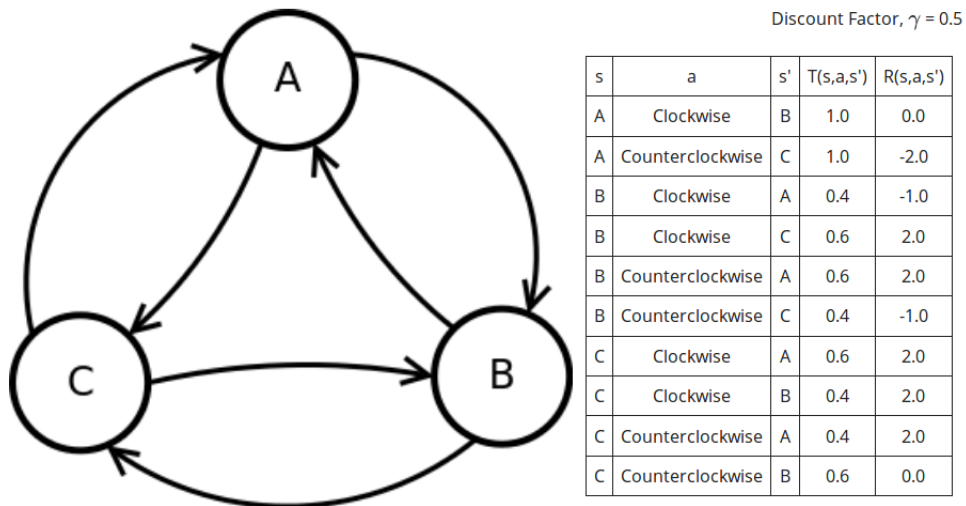 Discount Factor, γ = 0.5
A
C
B
s a s' T(s,a,s') R(s,a,s')
A Clockwise B 1.0 0.0
A Counterclockwise C 1.0 -2.0
B Clockwise A 0.4 -1.0
B Clockwise C 0.6 2.0
B Counterclockwise A 0.6 2.0
B Counterclockwise C 0.4 -1.0
C Clockwise A 0.6 2.0
C Clockwise B 0.4 2.0
C Counterclockwise A 0.4 2.0
C Counterclockwise B 0.6 0.0